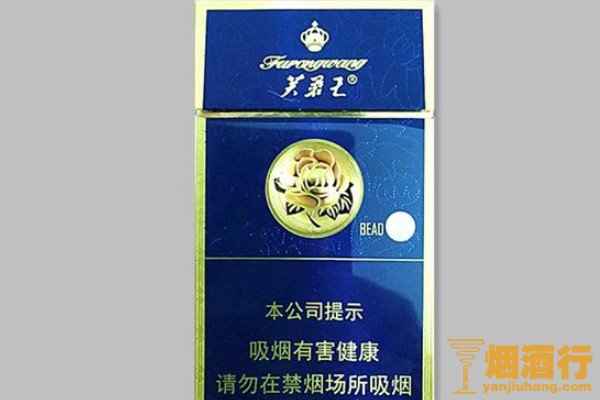 Furongwang
芙蓉王®
BEAD
本公司提示
吸烟有害健康
请勿在禁烟场所吸烟
烟酒行
yanjiuhang.com